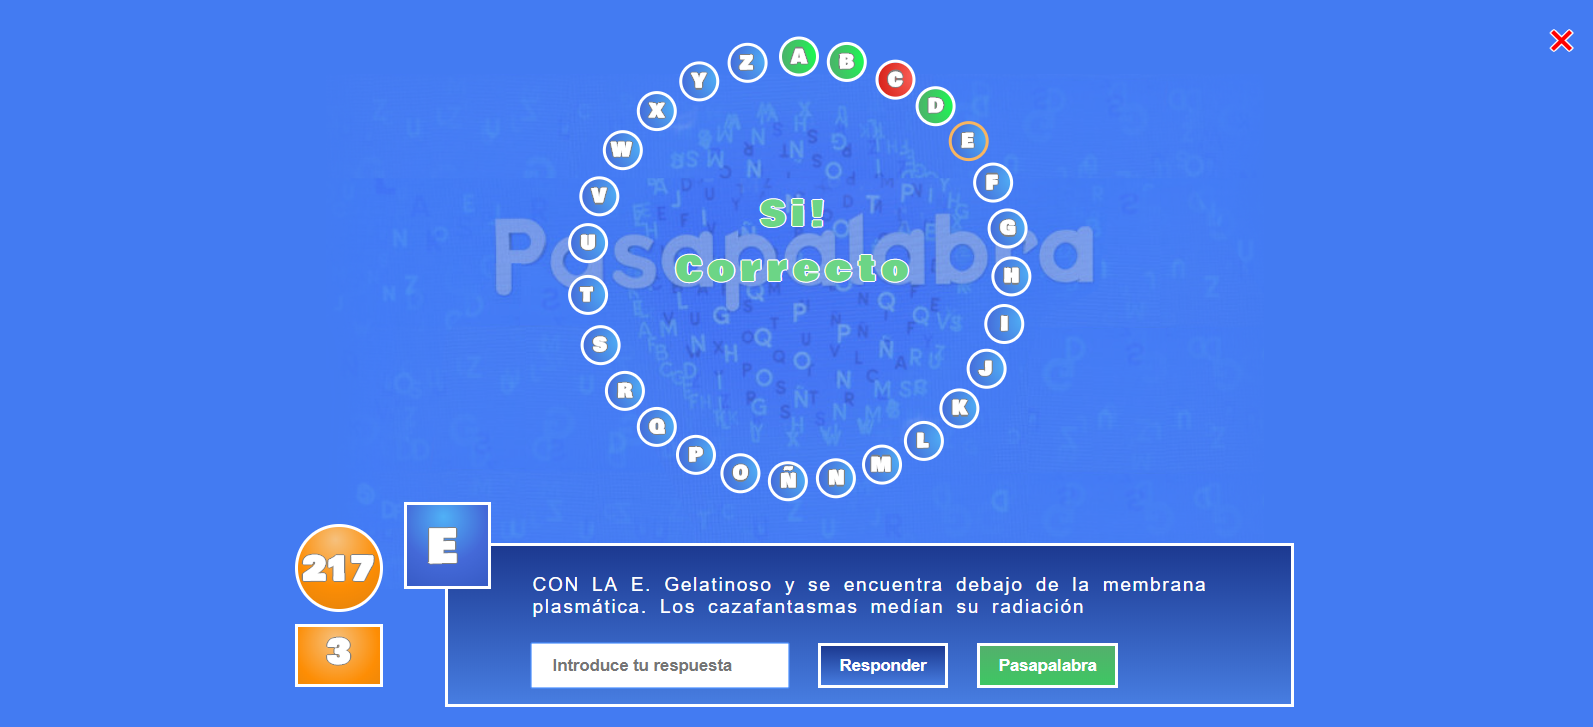 A
B
C
D
E
F
G
H
I
J
K
L
M
N
Ñ
O
P
Q
R
S
T
U
V
W
X
Y
Z
Pasapalabra
Si!
Correcto
217
3
E
CON LA E. Gelatinoso y se encuentra debajo de la membrana
plasmática. Los cazafantasmas medían su radiación
Introduce tu respuesta
Responder
Pasapalabra